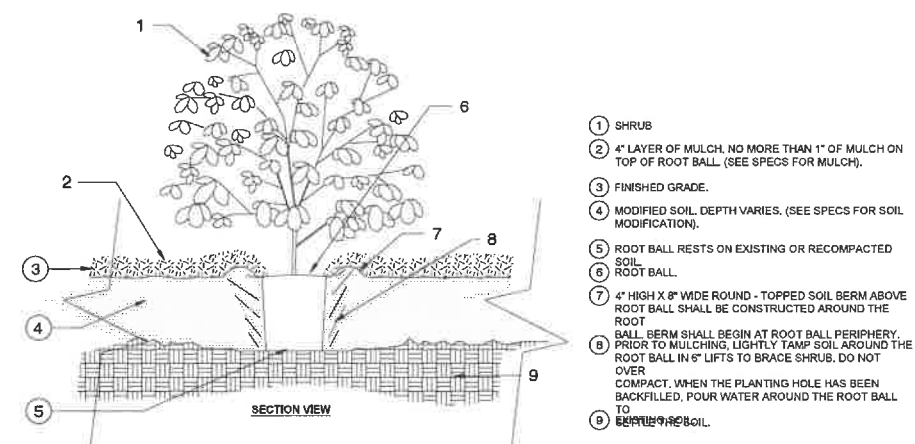 1
2
3
4
5
6
7
8
9
SECTION VIEW
1 SHRUB
2 4" LAYER OF MULCH. NO MORE THAN 1" OF MULCH ON
TOP OF ROOT BALL. (SEE SPECS FOR MULCH).
3 FINISHED GRADE.
4 MODIFIED SOIL. DEPTH VARIES. (SEE SPECS FOR SOIL
MODIFICATION).
5 ROOT BALL RESTS ON EXISTING OR RECOMPACTED
SOIL.
6 ROOT BALL.
7 4" HIGH X 8" WIDE ROUND - TOPPED SOIL BERM ABOVE
ROOT BALL SHALL BE CONSTRUCTED AROUND THE
ROOT
BALL. BERM SHALL BEGIN AT ROOT BALL PERIPHERY.
8 PRIOR TO MULCHING, LIGHTLY TAMP SOIL AROUND THE
ROOT BALL IN 6" LIFTS TO BRACE SHRUB. DO NOT
OVER
COMPACT. WHEN THE PLANTING HOLE HAS BEEN
BACKFILLED, POUR WATER AROUND THE ROOT BALL
TO
SETTLE THE SOIL.
9 EXISTING SOIL.